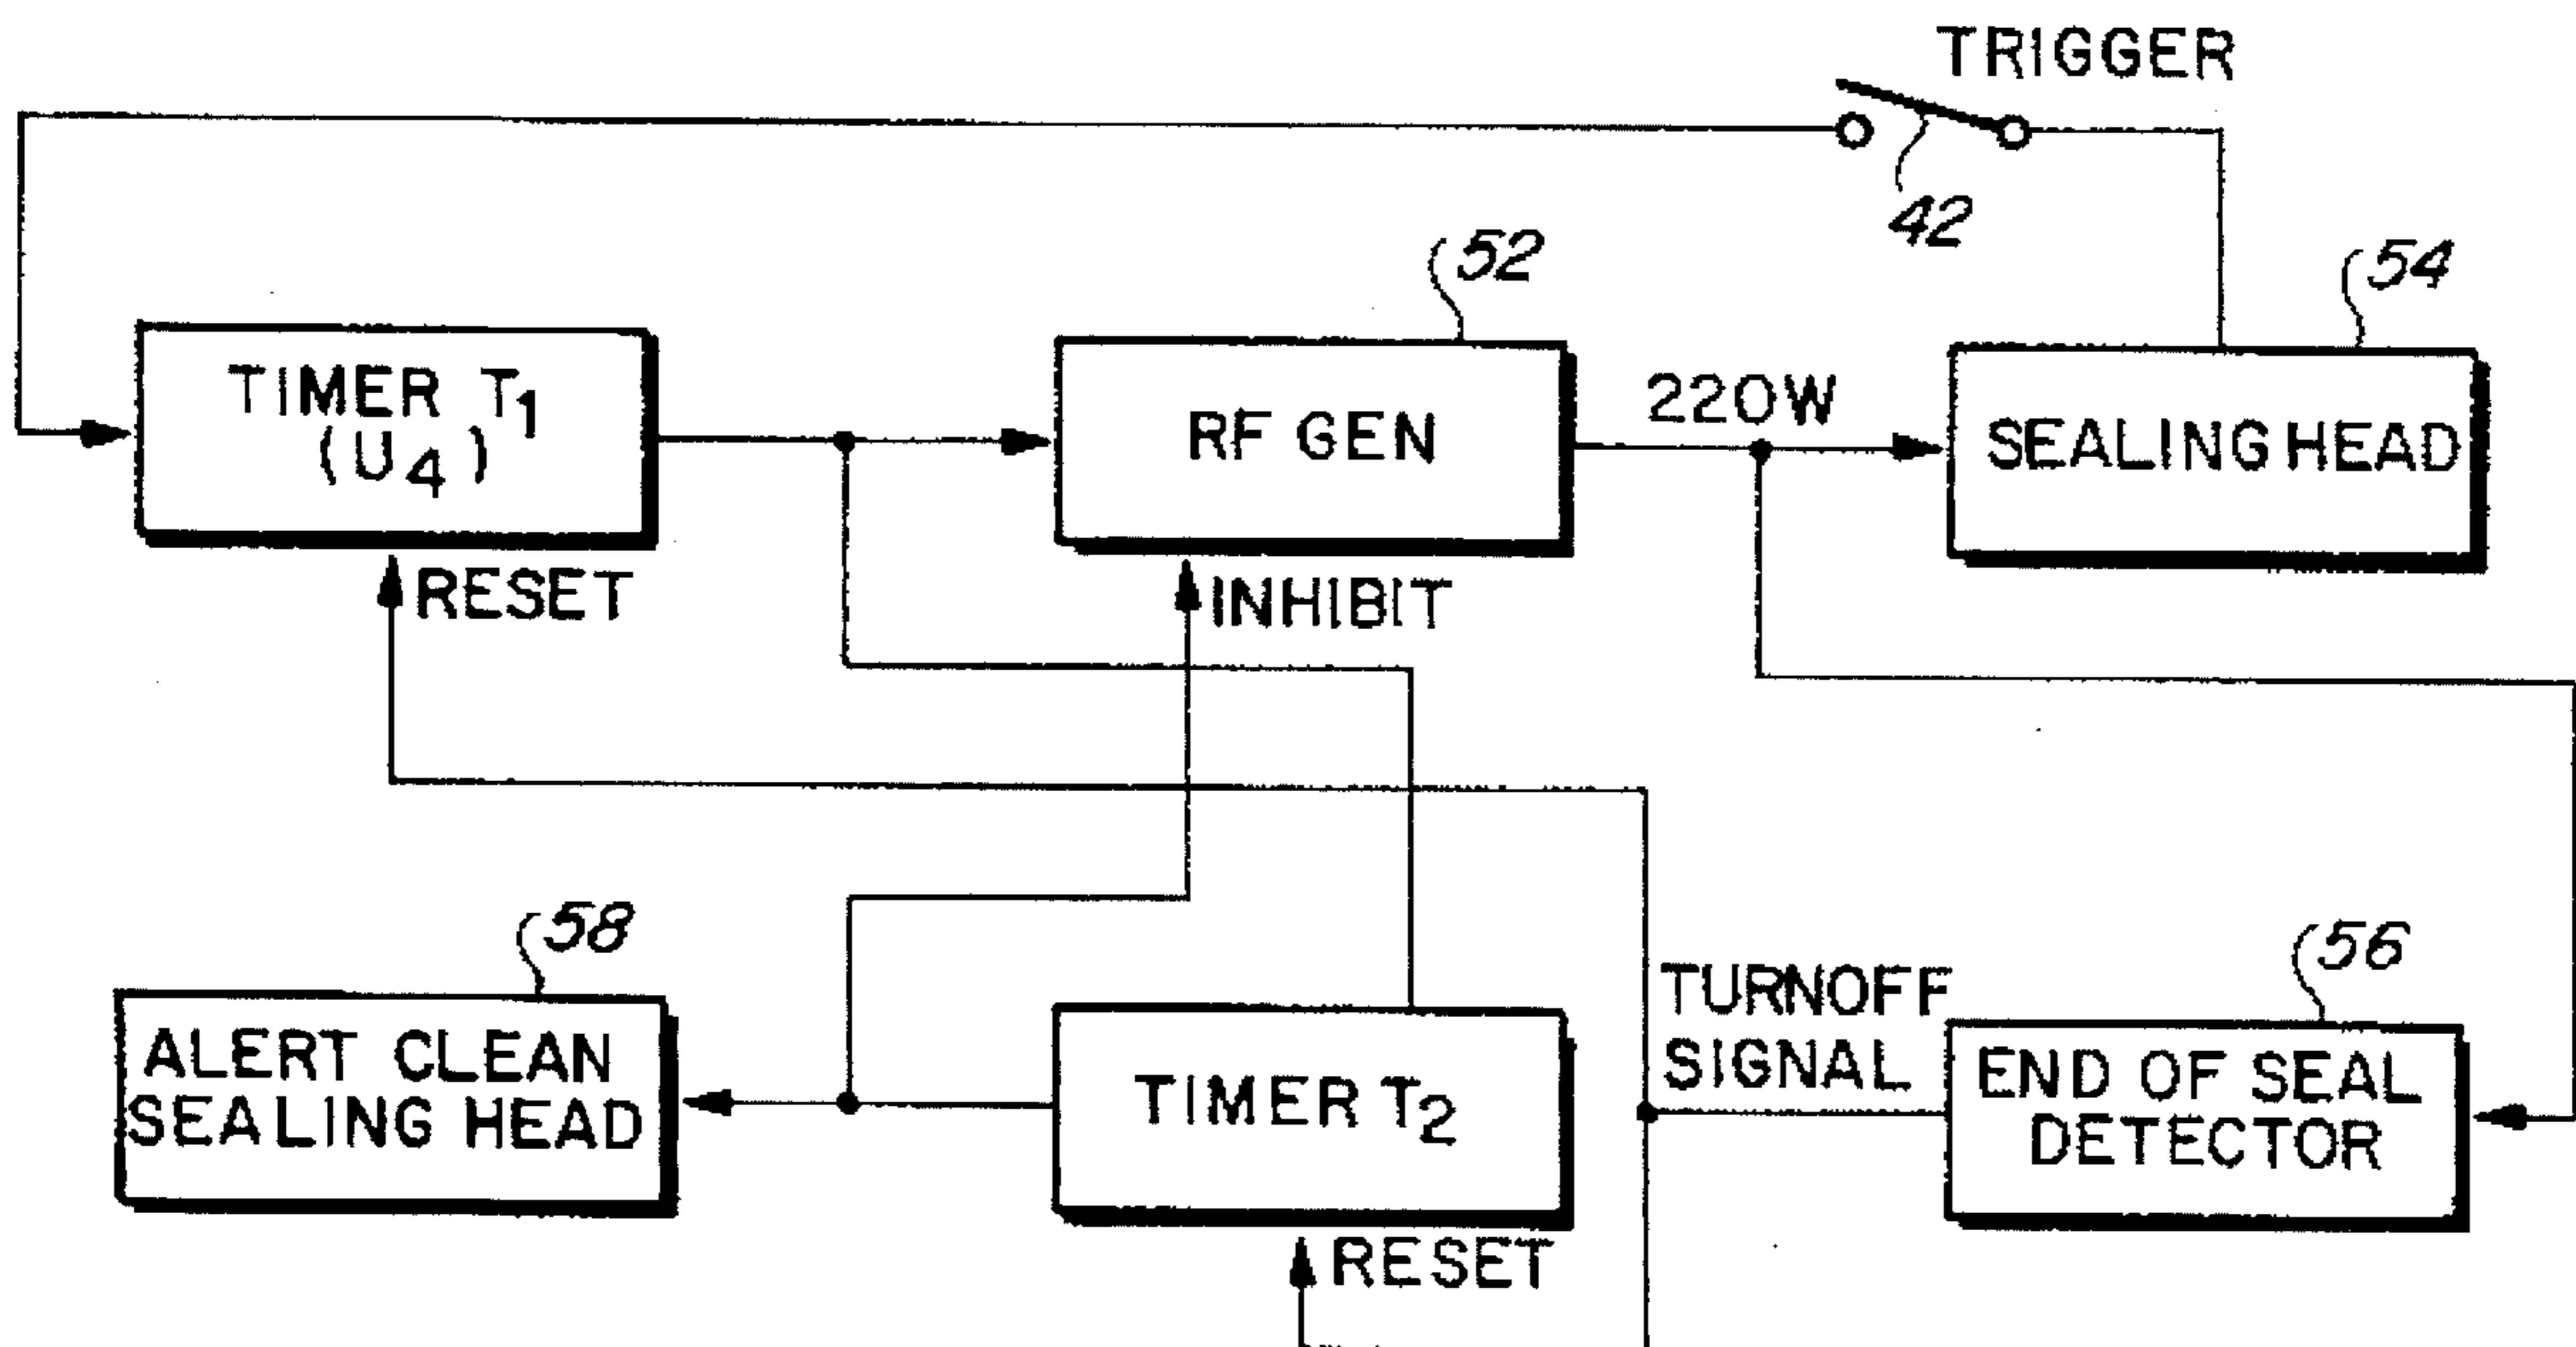 TRIGGER
42
52
54
TIMER T1
(U4)
RF GEN
220W
SEALING HEAD
RESET
INHIBIT
58
56
ALERT CLEAN
SEALING HEAD
TIMER T2
TURNOFF
SIGNAL
END OF SEAL
DETECTOR
RESET